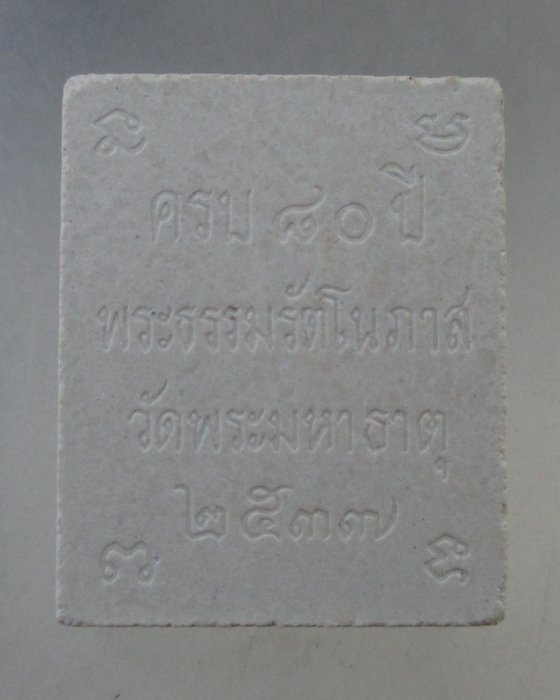 ครบ ๘๐ ปี
พระธรรมรัตโนภาส
วัดพระมหาธาตุ
๒๕๓๗